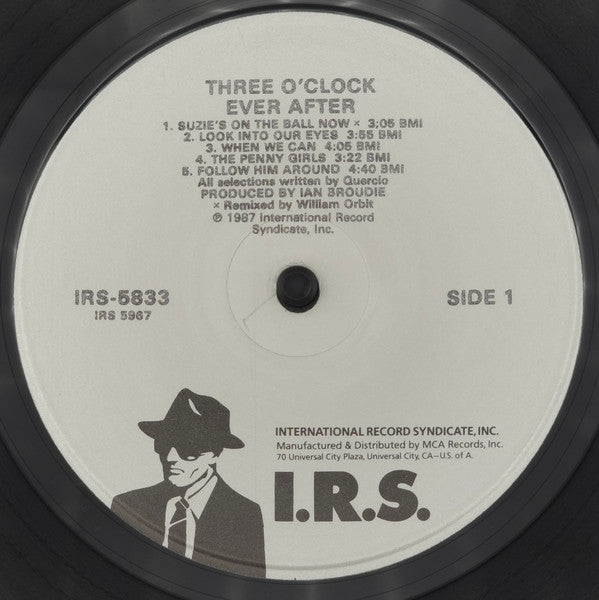 THREE O'CLOCK
EVER AFTER
1. SUZIE'S ON THE BALL NOW × 3:05 BMI
2. LOOK INTO OUR EYES 3:55 BMI
3. WHEN WE CAN 4:05 BMI
4. THE PENNY GIRLS 3:22 BMI
5. FOLLOW HIM AROUND 4:40 BMI
All selections written by Quercio
PRODUCED BY IAN BROUDIE
× Remixed by William Orbit
℗ 1987 International Record
Syndicate, Inc.
IRS-5833
SIDE 1
IRS 5967
INTERNATIONAL RECORD SYNDICATE, INC.
Manufactured & Distributed by MCA Records, Inc.
70 Universal City Plaza, Universal City, CA—U.S. of A.
I.R.S.